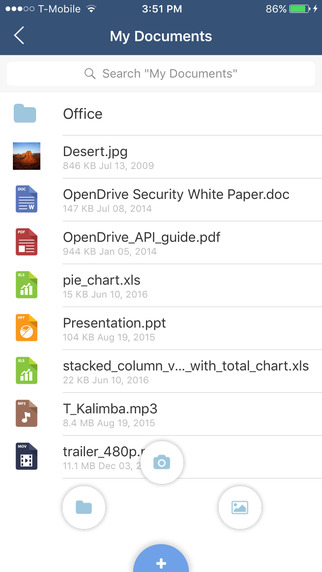 T-Mobile 3:51 PM 86%
My Documents
Search "My Documents"
Office
Desert.jpg
846 KB Jul 13, 2009
DOC
W
OpenDrive Security White Paper.doc
147 KB Jul 08, 2014
PDF
OpenDrive_API_guide.pdf
944 KB Jan 05, 2014
XLS
pie_chart.xls
15 KB Jun 10, 2016
PPT
Presentation.ppt
104 KB Aug 19, 2015
XLS
stacked_column_v..._with_total_chart.xls
22 KB Jun 10, 2016
MP3
T_Kalimba.mp3
8.4 MB Aug 19, 2015
MOV
trailer_480p.
11.1 MB Dec 03,